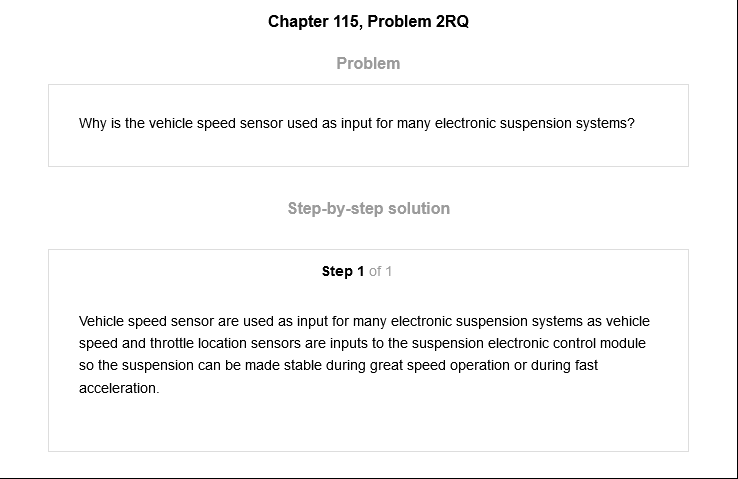 Chapter 115, Problem 2RQ
Problem
Why is the vehicle speed sensor used as input for many electronic suspension systems?
Step-by-step solution
Step 1 of 1
Vehicle speed sensor are used as input for many electronic suspension systems as vehicle
speed and throttle location sensors are inputs to the suspension electronic control module
so the suspension can be made stable during great speed operation or during fast
acceleration.